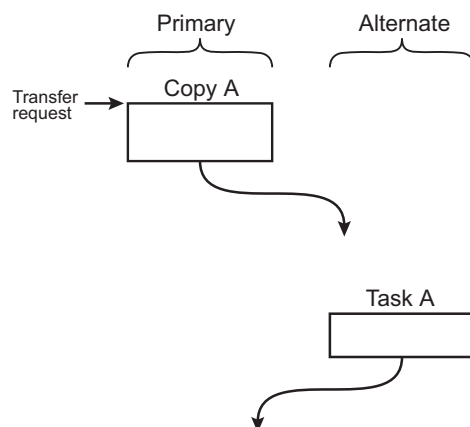 Primary
Alternate
Copy A
Transfer
request
Task A